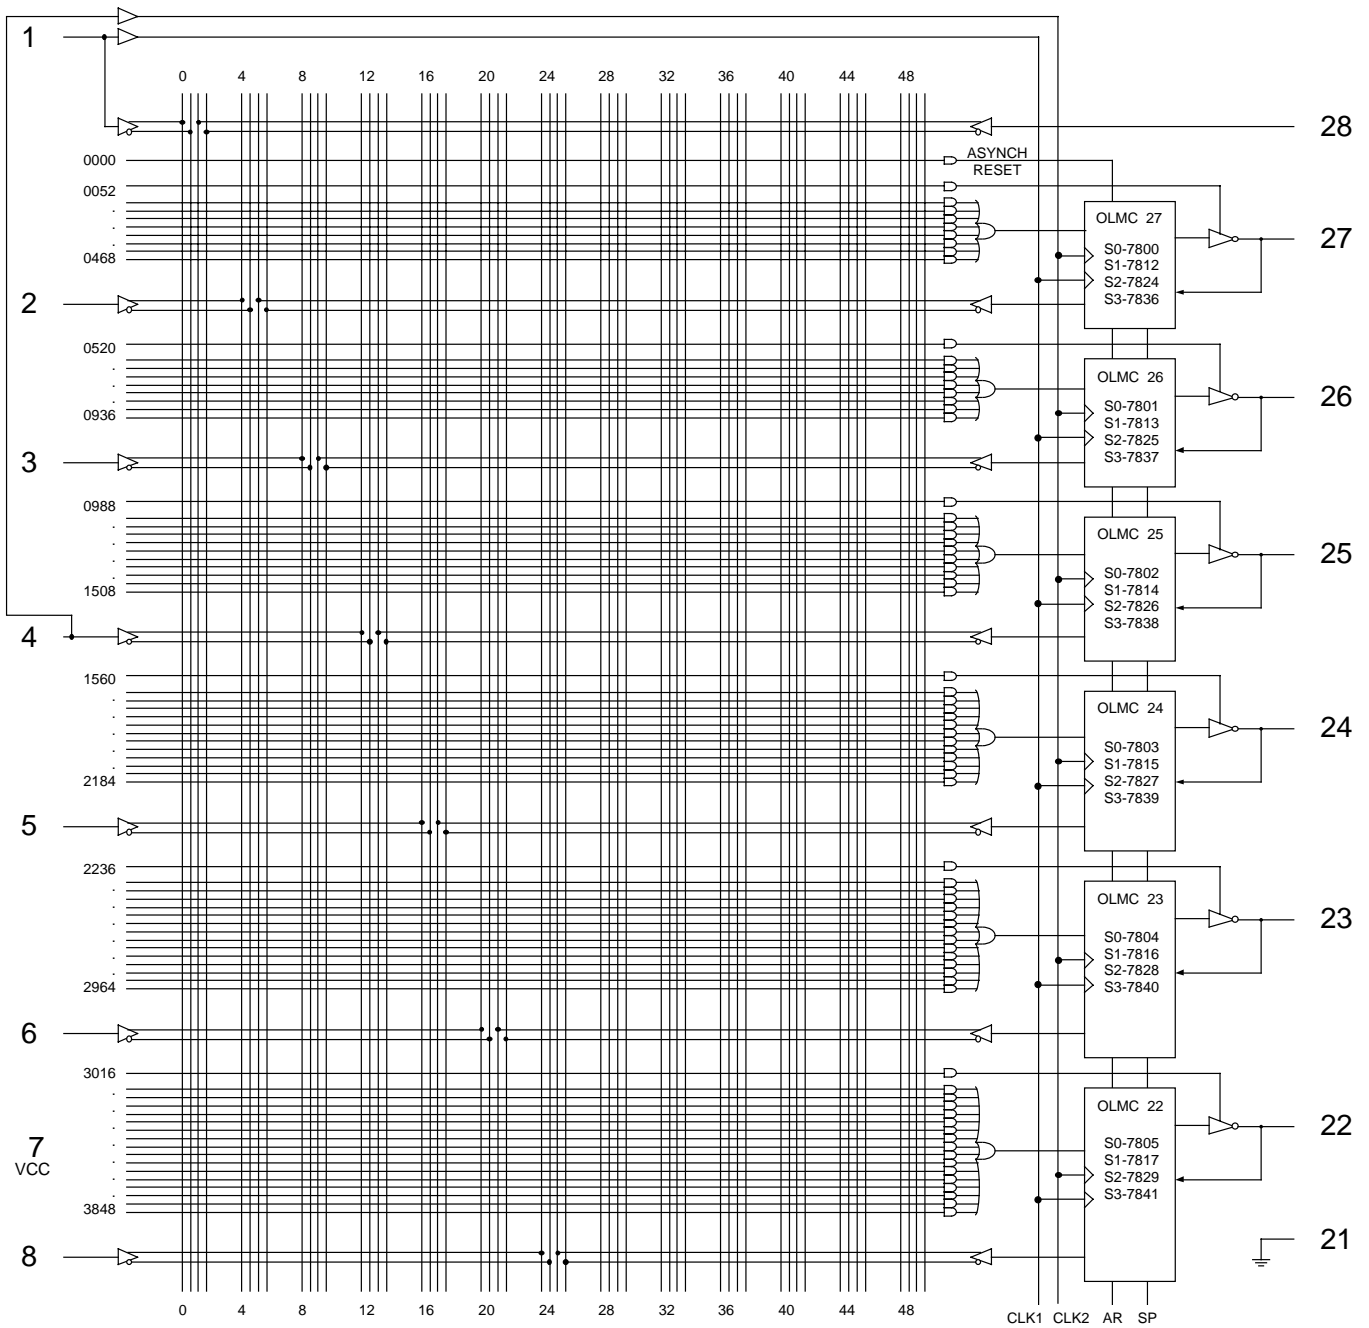 1
0 4 8 12 16 20 24 28 32 36 40 44 48
28
0000
ASYNCH
RESET
0052
.
.
.
0468
OLMC 27
S0-7800
S1-7812
S2-7824
S3-7836
27
2
0520
.
.
.
0936
OLMC 26
S0-7801
S1-7813
S2-7825
S3-7837
26
3
0988
.
.
.
1508
OLMC 25
S0-7802
S1-7814
S2-7826
S3-7838
25
4
1560
.
.
.
.
2184
OLMC 24
S0-7803
S1-7815
S2-7827
S3-7839
24
5
2236
.
.
.
.
.
2964
OLMC 23
S0-7804
S1-7816
S2-7828
S3-7840
23
6
3016
.
.
.
.
.
.
.
3848
OLMC 22
S0-7805
S1-7817
S2-7829
S3-7841
22
7
VCC
8
21
0 4 8 12 16 20 24 28 32 36 40 44 48
CLK1 CLK2 AR SP